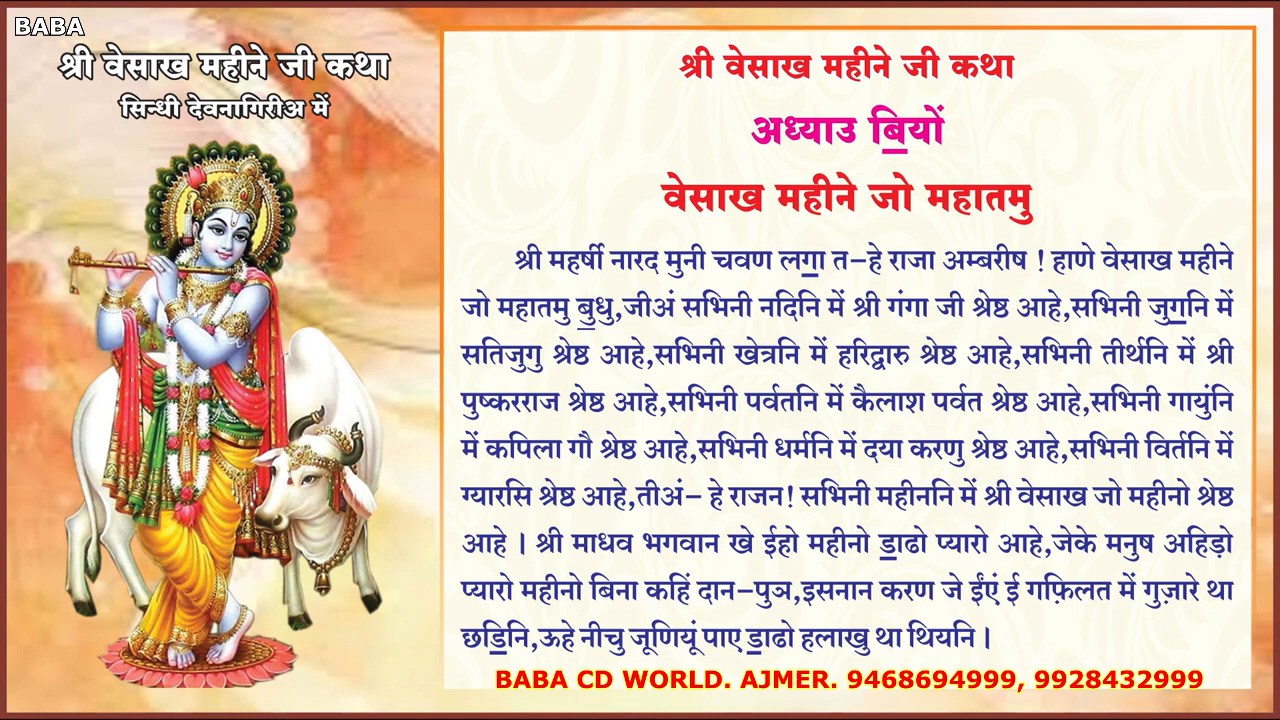 BABA
श्री वेसाख महीने जी कथा
सिन्धी देवनागिरीअ में
श्री वेसाख महीने जी कथा
अध्याउ ॿियों
वेसाख महीने जो महातमु
श्री महर्षी नारद मुनी चवण लॻा त-हे राजा अम्बरीष ! हाणे वेसाख महीने
जो महातमु ॿुधु,जीअं सभिनी नदिनि में श्री गंगा जी श्रेष्ठ आहे,सभिनी जुॻनि में
सतिजुगु श्रेष्ठ आहे,सभिनी खेत्रनि में हरिद्वारु श्रेष्ठ आहे,सभिनी तीर्थनि में श्री
पुष्करराज श्रेष्ठ आहे,सभिनी पर्वतनि में कैलाश पर्वत श्रेष्ठ आहे,सभिनी गायुंनि
में कपिला गौ श्रेष्ठ आहे,सभिनी धर्मनि में दया करणु श्रेष्ठ आहे,सभिनी विर्तनि में
ग्यारसि श्रेष्ठ आहे,तीअं- हे राजन! सभिनी महीननि में श्री वेसाख जो महीनो श्रेष्ठ
आहे । श्री माधव भगवान खे ईहो महीनो ॾाढो प्यारो आहे,जेके मनुष अहिड़ो
प्यारो महीनो बिना कहिं दान-पुञ,इसनान करण जे ईंएं ई गफ़िलत में गुज़ारे था
छॾिनि,ऊहे नीचु जूणियूं पाए ॾाढो हलाखु था थियनि ।
BABA CD WORLD. AJMER. 9468694999, 9928432999